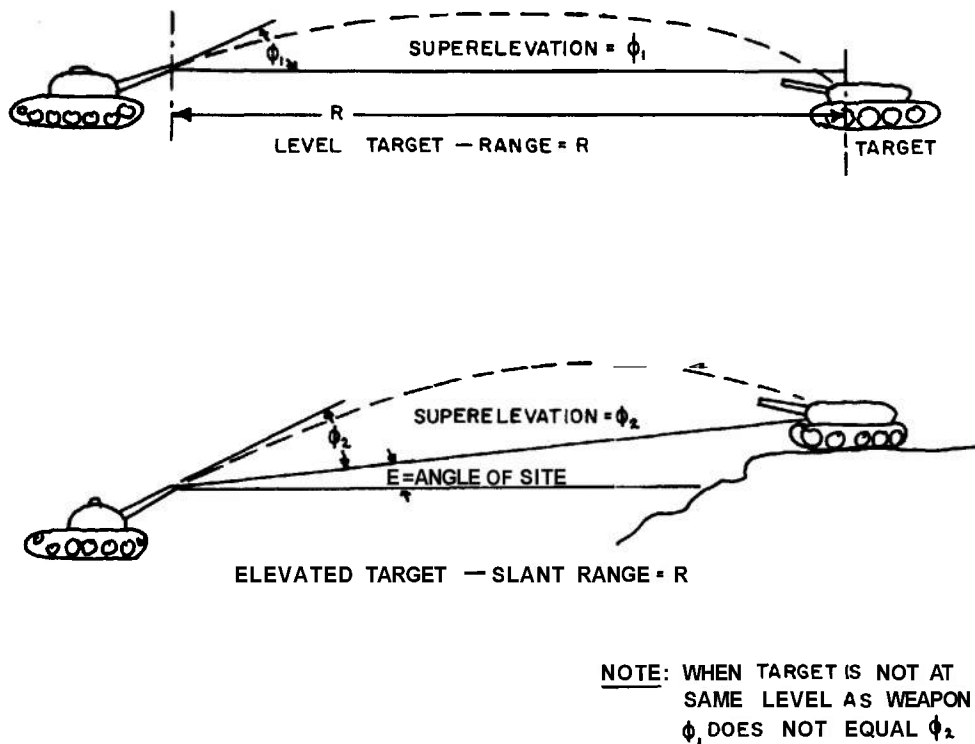 SUPERELEVATION = ϕ₁
ϕ₁
R
LEVEL TARGET — RANGE = R
TARGET
SUPERELEVATION = ϕ₂
ϕ₂
E=ANGLE OF SITE
ELEVATED TARGET — SLANT RANGE = R
NOTE: WHEN TARGET IS NOT AT
SAME LEVEL AS WEAPON
ϕ₁ DOES NOT EQUAL ϕ₂